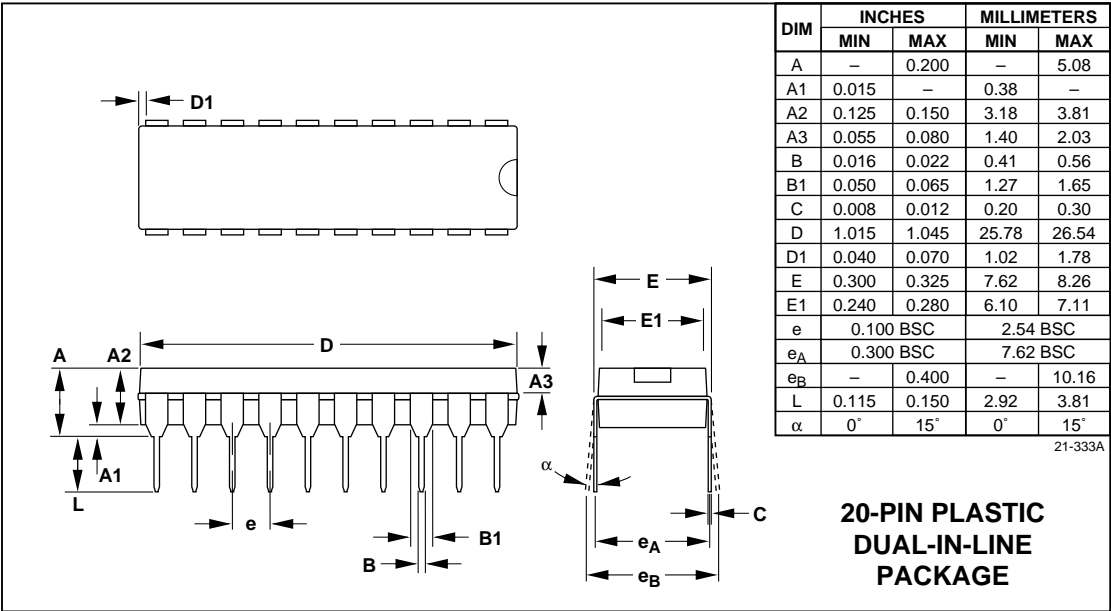 DIM INCHES MILLIMETERS
MIN MAX MIN MAX
A – 0.200 – 5.08
A1 0.015 – 0.38 –
A2 0.125 0.150 3.18 3.81
A3 0.055 0.080 1.40 2.03
B 0.016 0.022 0.41 0.56
B1 0.050 0.065 1.27 1.65
C 0.008 0.012 0.20 0.30
D 1.015 1.045 25.78 26.54
D1 0.040 0.070 1.02 1.78
E 0.300 0.325 7.62 8.26
E1 0.240 0.280 6.10 7.11
e 0.100 BSC 2.54 BSC
eA 0.300 BSC 7.62 BSC
eB – 0.400 – 10.16
L 0.115 0.150 2.92 3.81
α 0° 15° 0° 15°
21-333A
D1
E
E1
D
A A2
A3
A1
L
α
e
B1
B
C
eA
eB
20-PIN PLASTIC
DUAL-IN-LINE
PACKAGE